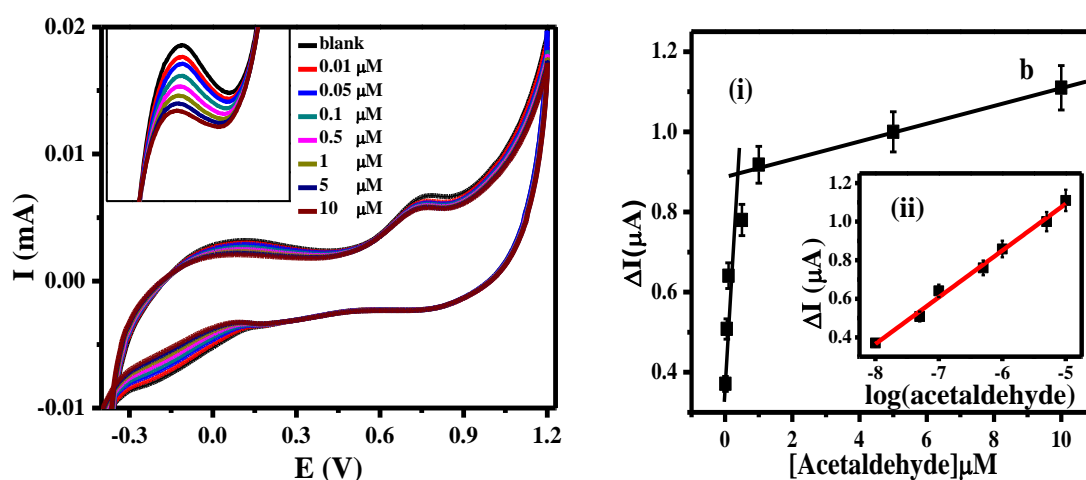 0.02
0.01
0.00
-0.01
I (mA)
-0.3 0.0 0.3 0.6 0.9 1.2
E (V)
blank
0.01 μM
0.05 μM
0.1 μM
0.5 μM
1 μM
5 μM
10 μM
1.2
1.0
0.8
0.6
0.4
ΔI(μA)
(i)
b
0 2 4 6 8 10
[Acetaldehyde]μM
(ii)
1.2
1.0
0.8
0.6
0.4
ΔI (μA)
-8 -7 -6 -5
log(acetaldehyde)